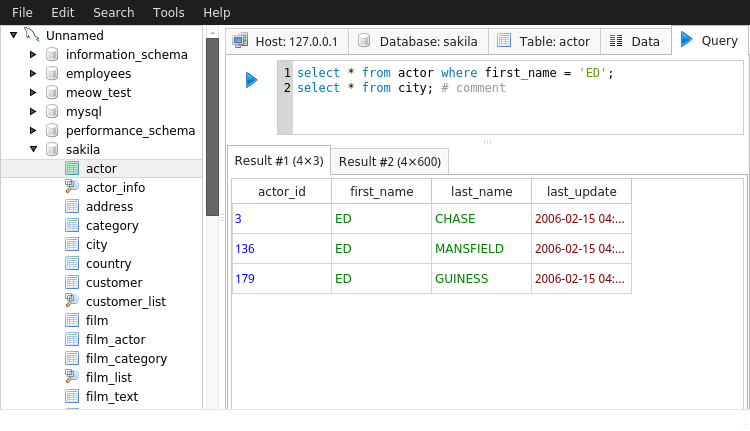 File Edit Search Tools Help
Unnamed
information_schema
employees
meow_test
mysql
performance_schema
sakila
actor
actor_info
address
category
city
country
customer
customer_list
film
film_actor
film_category
film_list
film_text
Host: 127.0.0.1 Database: sakila Table: actor Data Query
1 select * from actor where first_name = 'ED';
2 select * from city; # comment
Result #1 (4×3) Result #2 (4×600)
actor_id first_name last_name last_update
3 ED CHASE 2006-02-15 04:...
136 ED MANSFIELD 2006-02-15 04:...
179 ED GUINESS 2006-02-15 04:...